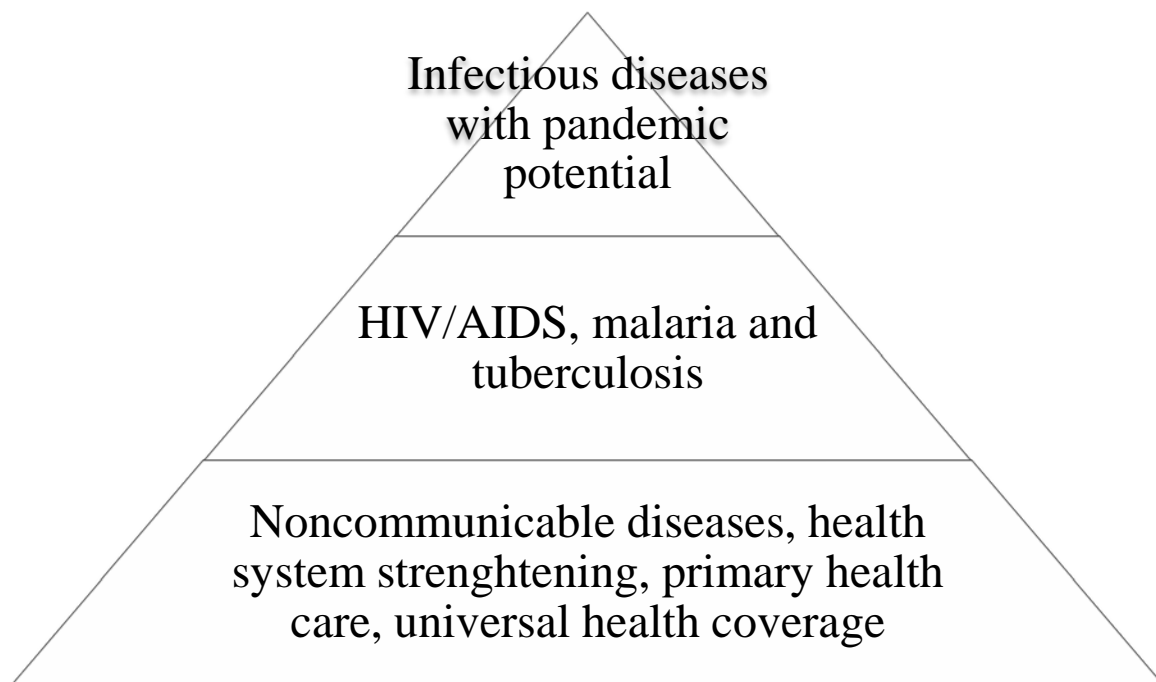 Infectious diseases
with pandemic
potential
HIV/AIDS, malaria and
tuberculosis
Noncommunicable diseases, health
system strenghtening, primary health
care, universal health coverage